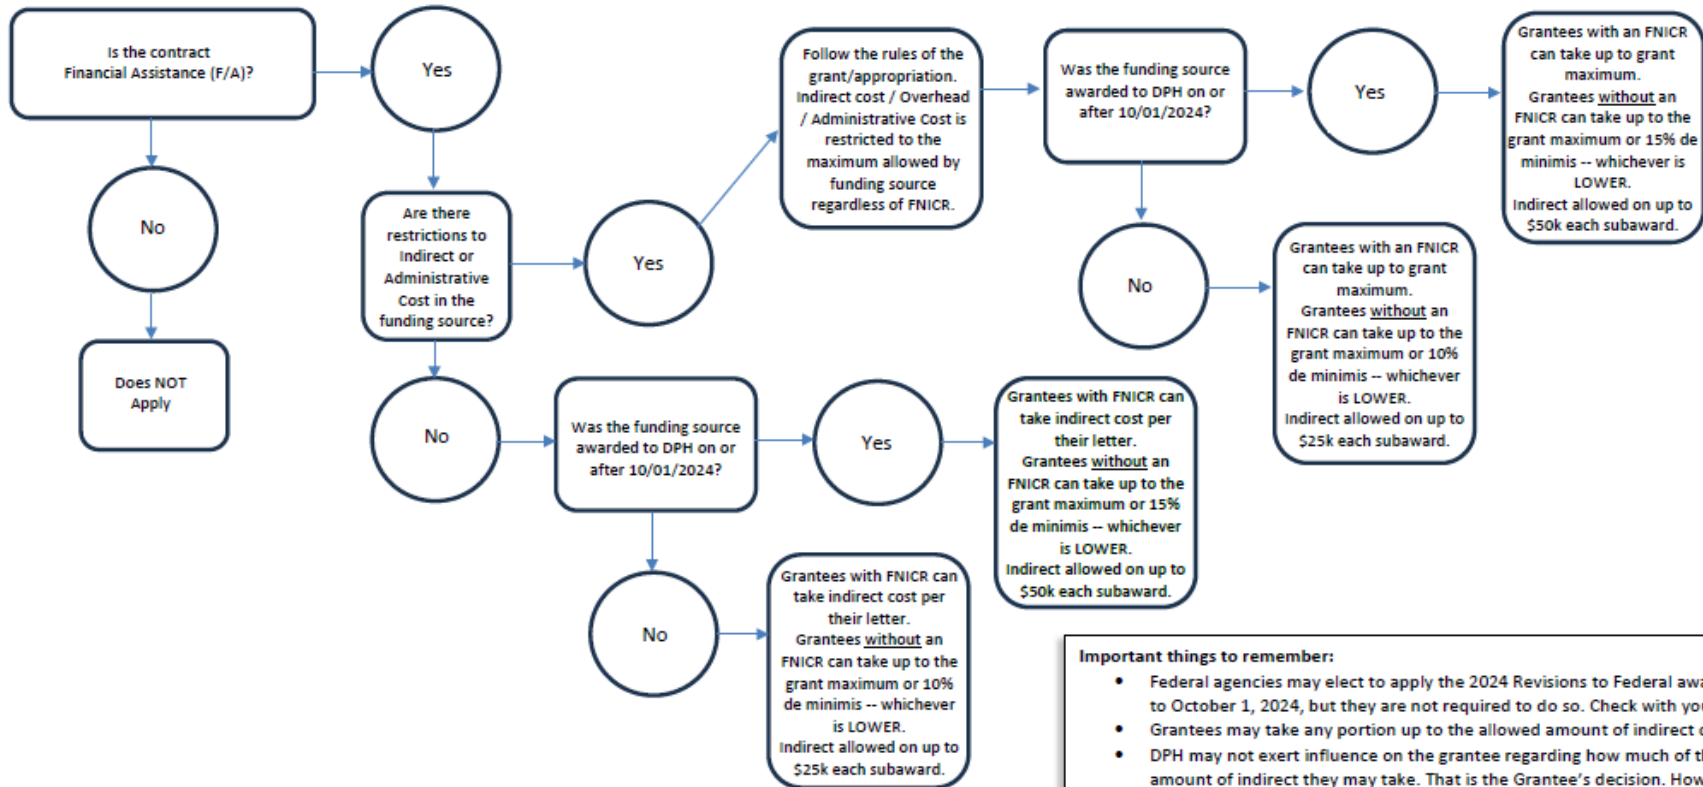 Is the contract
Financial Assistance (F/A)?
Yes
No
Does NOT
Apply
Are there
restrictions to
Indirect or
Administrative
Cost in the
funding source?
Yes
Follow the rules of the
grant/appropriation.
Indirect cost / Overhead
/ Administrative Cost is
restricted to the
maximum allowed by
funding source
regardless of FNICR.
Was the funding source
awarded to DPH on or
after 10/01/2024?
Yes
Grantees with an FNICR
can take up to grant
maximum.
Grantees without an
FNICR can take up to the
grant maximum or 15% de
minimis -- whichever is
LOWER.
Indirect allowed on up to
$50k each subaward.
No
Grantees with an FNICR
can take up to grant
maximum.
Grantees without an
FNICR can take up to the
grant maximum or 10%
de minimis -- whichever
is LOWER.
Indirect allowed on up to
$25k each subaward.
No
Was the funding source
awarded to DPH on or
after 10/01/2024?
Yes
Grantees with FNICR can
take indirect cost per
their letter.
Grantees without an
FNICR can take up to the
grant maximum or 15%
de minimis -- whichever
is LOWER.
Indirect allowed on up to
$50k each subaward.
No
Grantees with FNICR can
take indirect cost per
their letter.
Grantees without an
FNICR can take up to the
grant maximum or 10%
de minimis -- whichever
is LOWER.
Indirect allowed on up to
$25k each subaward.
Important things to remember:
• Federal agencies may elect to apply the 2024 Revisions to Federal awa
to October 1, 2024, but they are not required to do so. Check with you
• Grantees may take any portion up to the allowed amount of indirect
• DPH may not exert influence on the grantee regarding how much of th
amount of indirect they may take. That is the Grantee's decision. How